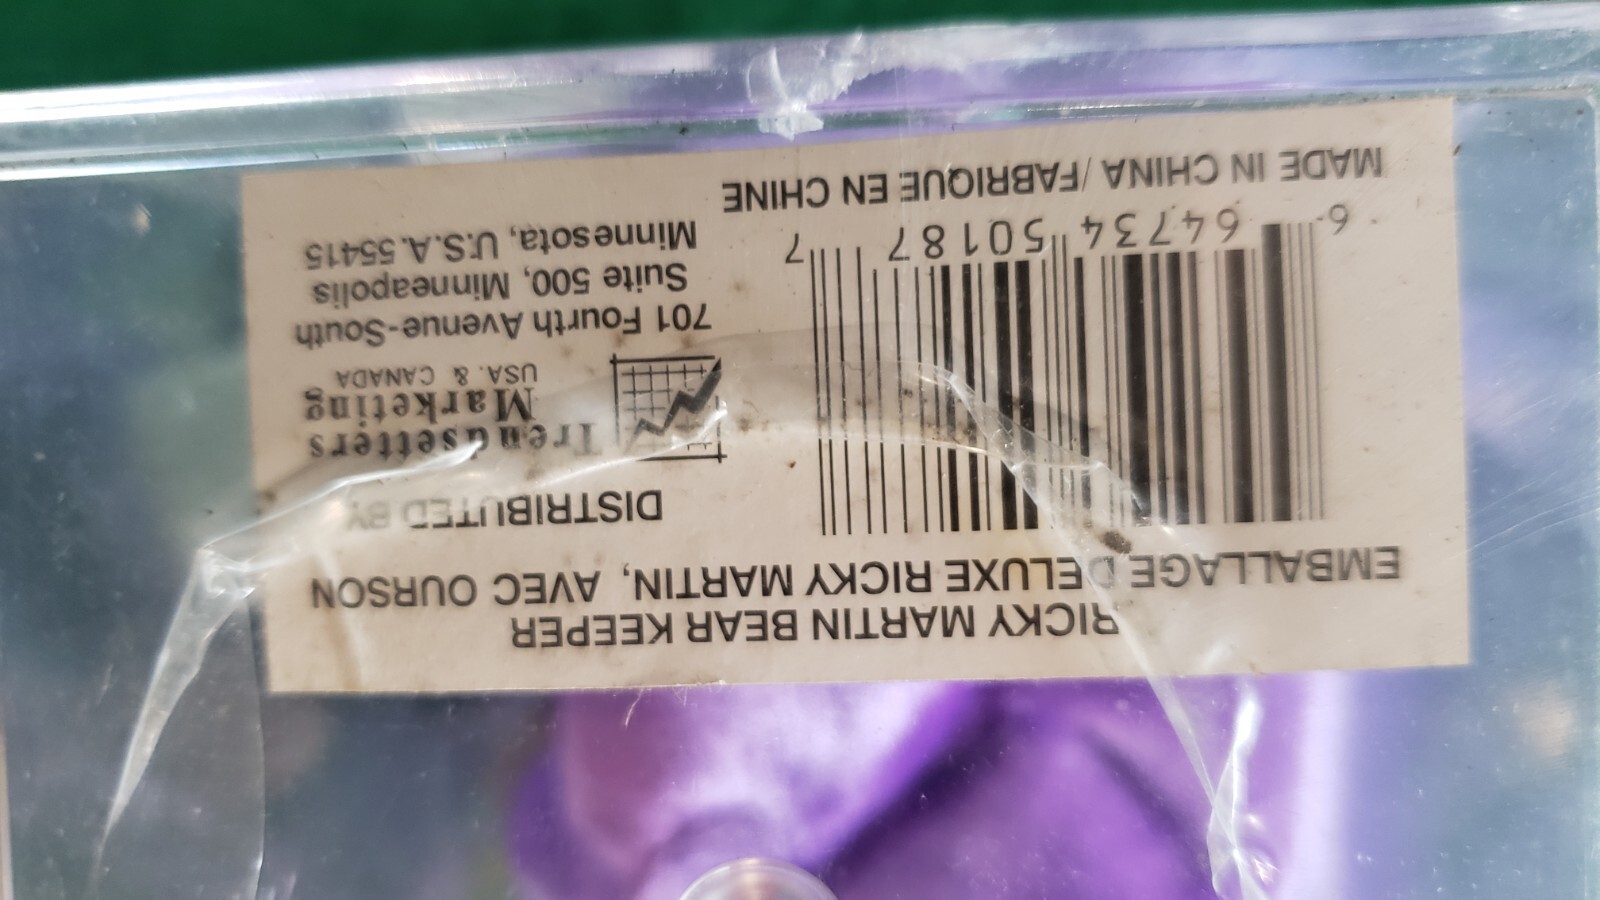 RICKY MARTIN BEAR KEEPER
EMBALLAGE DELUXE RICKY MARTIN, AVEC OURSON
DISTRIBUTED BY
Trendsetters
Marketing
USA. & CANADA
701 Fourth Avenue-South
Suite 500, Minneapolis
Minnesota, U.S.A. 55415
6 64734 50187 7
MADE IN CHINA/FABRIQUE EN CHINE